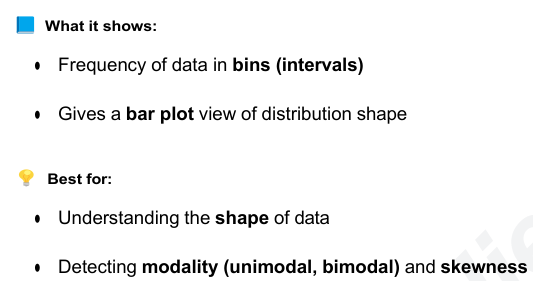 📘 What it shows:
● Frequency of data in bins (intervals)
● Gives a bar plot view of distribution shape
💡 Best for:
● Understanding the shape of data
● Detecting modality (unimodal, bimodal) and skewness